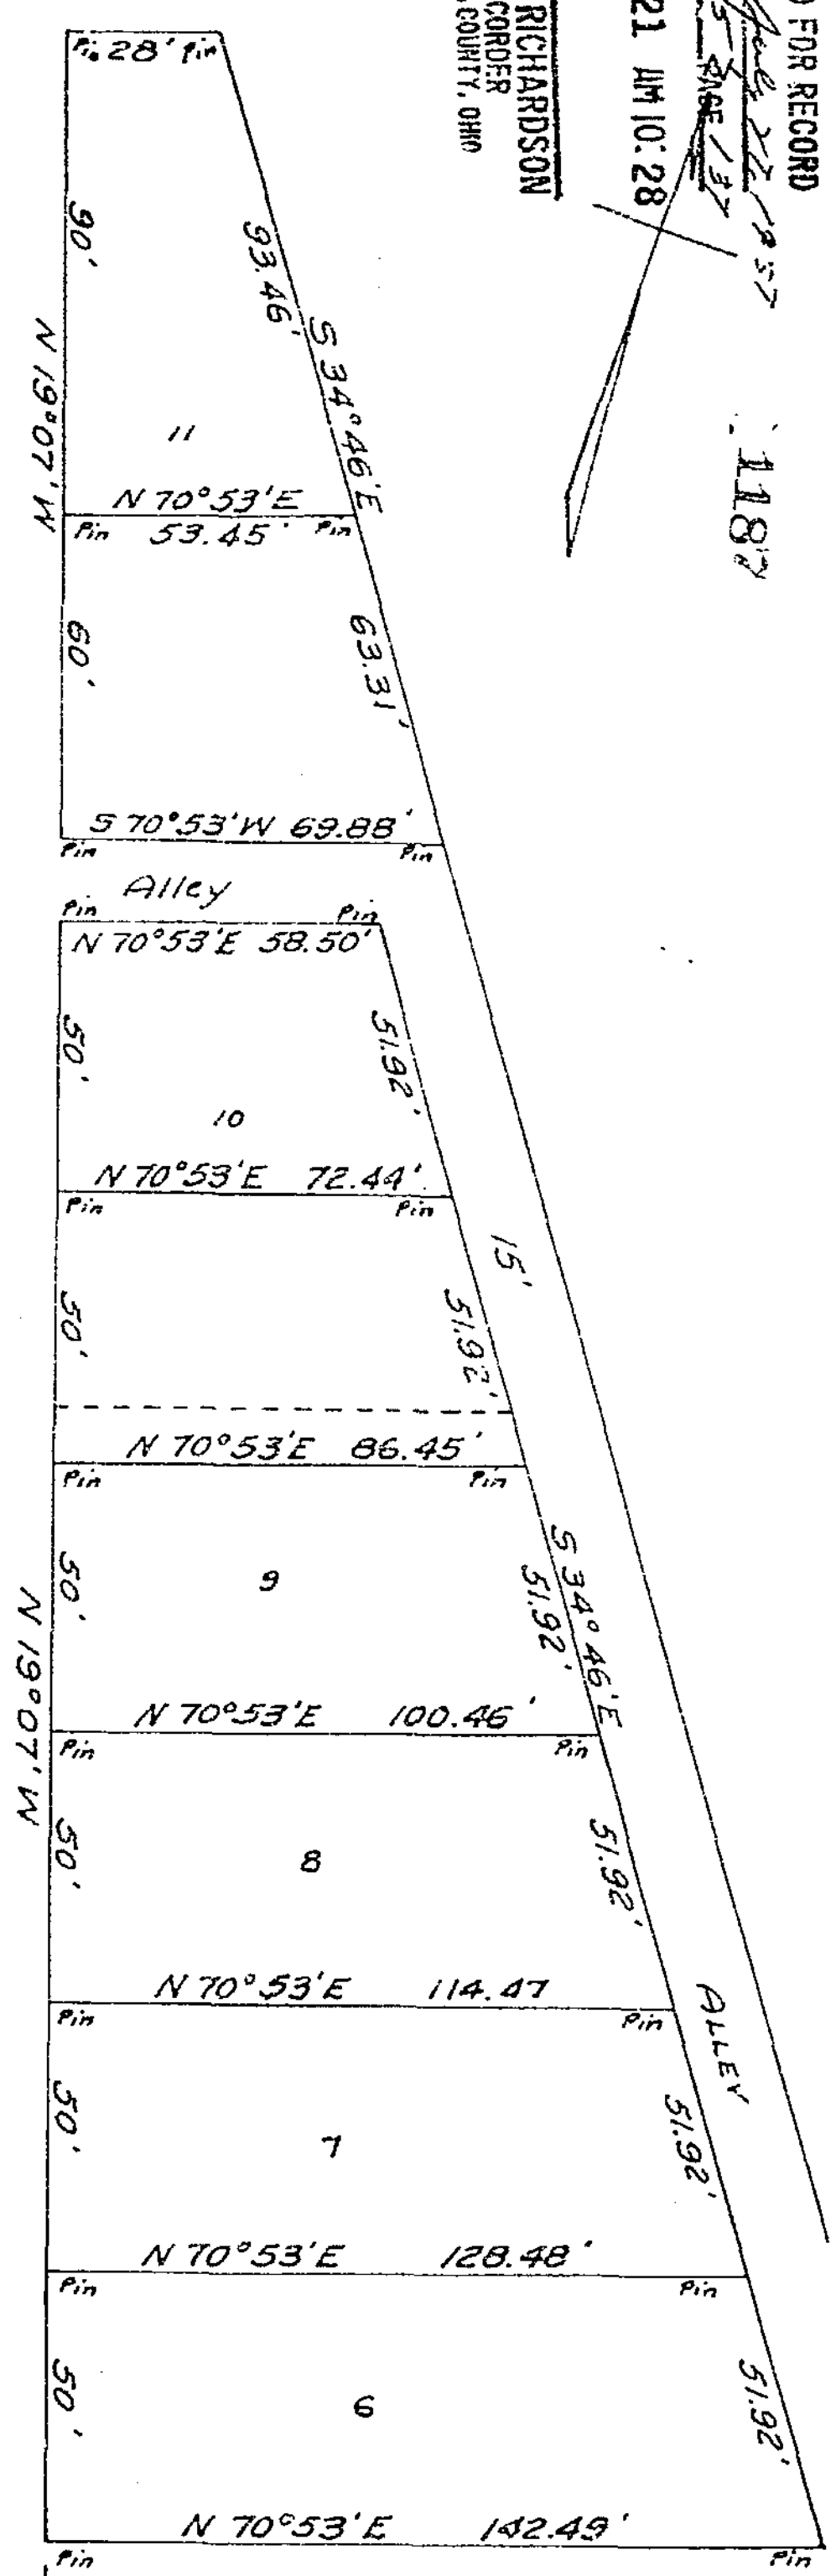 FOR RECORD
1957
PAGE 137
21 AM 10:28
RICHARDSON
CORDER
COUNTY, OHIO
1187
Pin 28' Pin
90'
93.46'
S 34°46'E
N 19°07'W
11
N 70°53'E
Pin 53.45' Pin
60'
63.31'
S 70°53'W 69.88'
Pin Pin
Alley
Pin Pin
N 70°53'E 58.50'
50'
51.92'
10
N 70°53'E 72.44'
Pin Pin
15'
50'
51.92'
N 70°53'E 86.45'
Pin Pin
S 34°46'E
50'
9
51.92'
N 19°07'W
N 70°53'E 100.46'
Pin Pin
50'
8
51.92'
N 70°53'E 114.47
Pin Pin
ALLEY
50'
7
51.92'
N 70°53'E 128.48'
Pin Pin
50'
6
51.92'
N 70°53'E 142.49'
Pin Pin